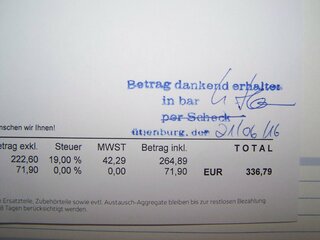 Betrag dankend erhalten
in bar
per Scheck
den 21/06/16
nschen wir Ihnen!
etrag exkl. Steuer MWST Betrag inkl. TOTAL
222,60 19,00 % 42,29 264,89
71,90 0,00 % 0,00 71,90 EUR 336,79
Ersatzteile, Zubehörteile sowie evtl. Austausch-Aggregate bleiben bis zur restlosen Bezahlung
8 Tagen berücksichtigt werden.